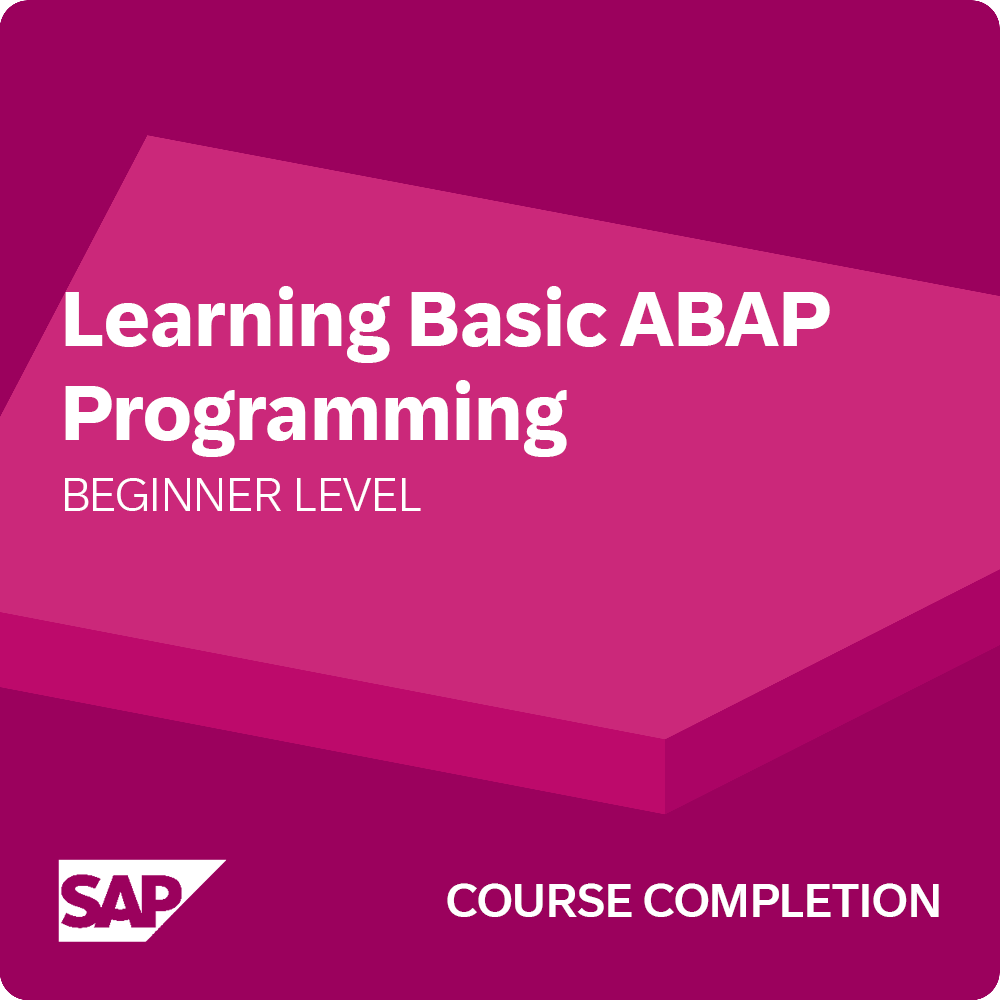 Learning Basic ABAP
Programming
BEGINNER LEVEL
SAP
COURSE COMPLETION